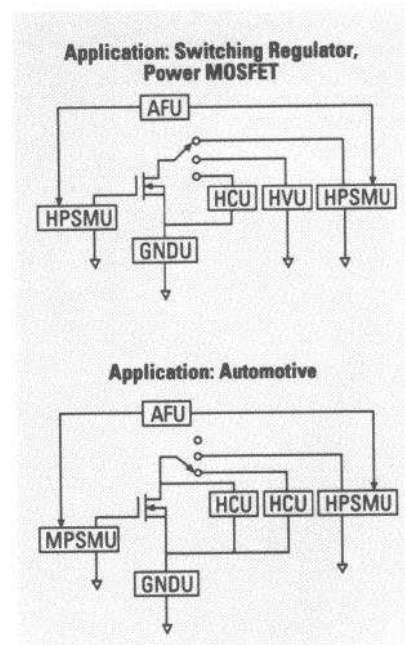 Application: Switching Regulator,
Power MOSFET
AFU
HPSMU
HCU
HVU
HPSMU
GNDU
Application: Automotive
AFU
MPSMU
HCU
HCU
HPSMU
GNDU